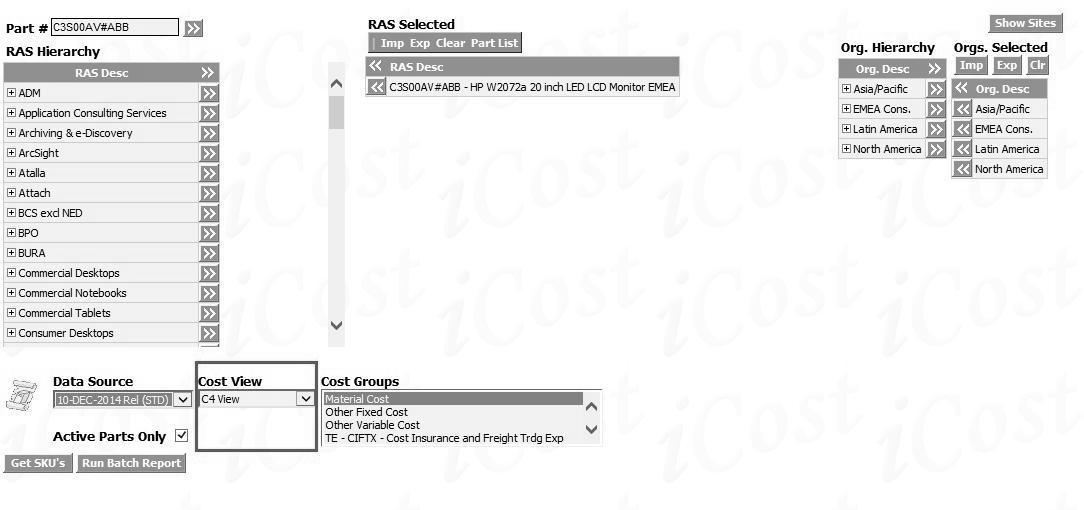 Part # C3S00AV#ABB
RAS Hierarchy
RAS Desc
ADM
Application Consulting Services
Archiving & e-Discovery
ArcSight
Atalla
Attach
BCS excl NED
BPO
BURA
Commercial Desktops
Commercial Notebooks
Commercial Tablets
Consumer Desktops
RAS Selected
Imp Exp Clear Part List
RAS Desc
C3S00AV#ABB - HP W2072a 20 inch LED LCD Monitor EMEA
Show Sites
Org. Hierarchy
Org. Desc
Asia/Pacific
EMEA Cons.
Latin America
North America
Orgs. Selected
Imp Exp Clr
Org. Desc
Asia/Pacific
EMEA Cons.
Latin America
North America
Data Source
10-DEC-2014 Rel (STD)
Active Parts Only
Cost View
C4 View
Cost Groups
Material Cost
Other Fixed Cost
Other Variable Cost
TE - CIFTX - Cost Insurance and Freight Trdg Exp
Get SKU's Run Batch Report
iCost